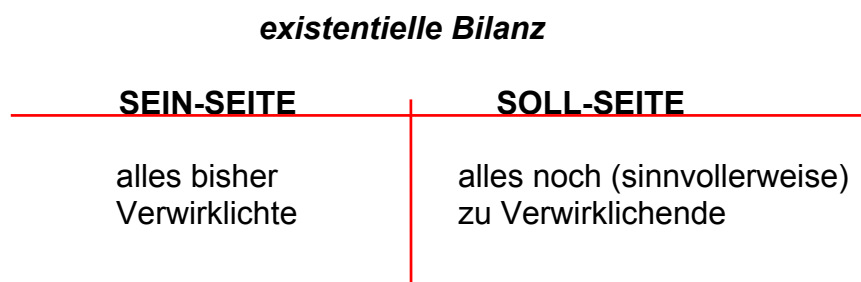 existentielle Bilanz
SEIN-SEITE SOLL-SEITE
alles bisher alles noch (sinnvollerweise)
Verwirklichte zu Verwirklichende